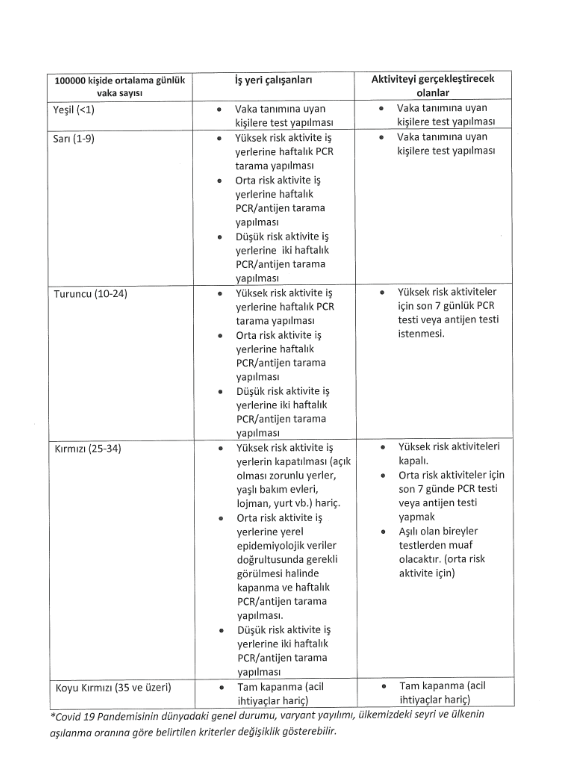 100000 kişide ortalama günlük
vaka sayısı
İş yeri çalışanları
Aktiviteyi gerçekleştirecek
olanlar
Yeşil (<1)
• Vaka tanımına uyan
kişilere test yapılması
• Vaka tanımına uyan
kişilere test yapılması
Sarı (1-9)
• Yüksek risk aktivite iş
yerlerine haftalık PCR
tarama yapılması
• Orta risk aktivite iş
yerlerine haftalık
PCR/antijen tarama
yapılması
• Düşük risk aktivite iş
yerlerine iki haftalık
PCR/antijen tarama
yapılması
• Vaka tanımına uyan
kişilere test yapılması
Turuncu (10-24)
• Yüksek risk aktivite iş
yerlerine haftalık PCR
tarama yapılması
• Orta risk aktivite iş
yerlerine haftalık
PCR/antijen tarama
yapılması
• Düşük risk aktivite iş
yerlerine iki haftalık
PCR/antijen tarama
yapılması
• Yüksek risk aktiviteler
için son 7 günlük PCR
testi veya antijen testi
istenmesi.
Kırmızı (25-34)
• Yüksek risk aktivite iş
yerlerin kapatılması (açık
olması zorunlu yerler,
yaşlı bakım evleri,
lojman, yurt vb.) hariç.
• Orta risk aktivite iş
yerlerine yerel
epidemiyolojik veriler
doğrultusunda gerekli
görülmesi halinde
kapanma ve haftalık
PCR/antijen tarama
yapılması.
• Düşük risk aktivite iş
yerlerine iki haftalık
PCR/antijen tarama
yapılması
• Yüksek risk aktiviteleri
kapalı.
• Orta risk aktiviteler için
son 7 günde PCR testi
veya antijen testi
yapmak
• Aşılı olan bireyler
testlerden muaf
olacaktır. (orta risk
aktivite için)
Koyu Kırmızı (35 ve üzeri)
• Tam kapanma (acil
ihtiyaçlar hariç)
• Tam kapanma (acil
ihtiyaçlar hariç)
*Covid 19 Pandemisinin dünyadaki genel durumu, varyant yayılımı, ülkemizdeki seyri ve ülkenin
aşılanma oranına göre belirtilen kriterler değişiklik gösterebilir.